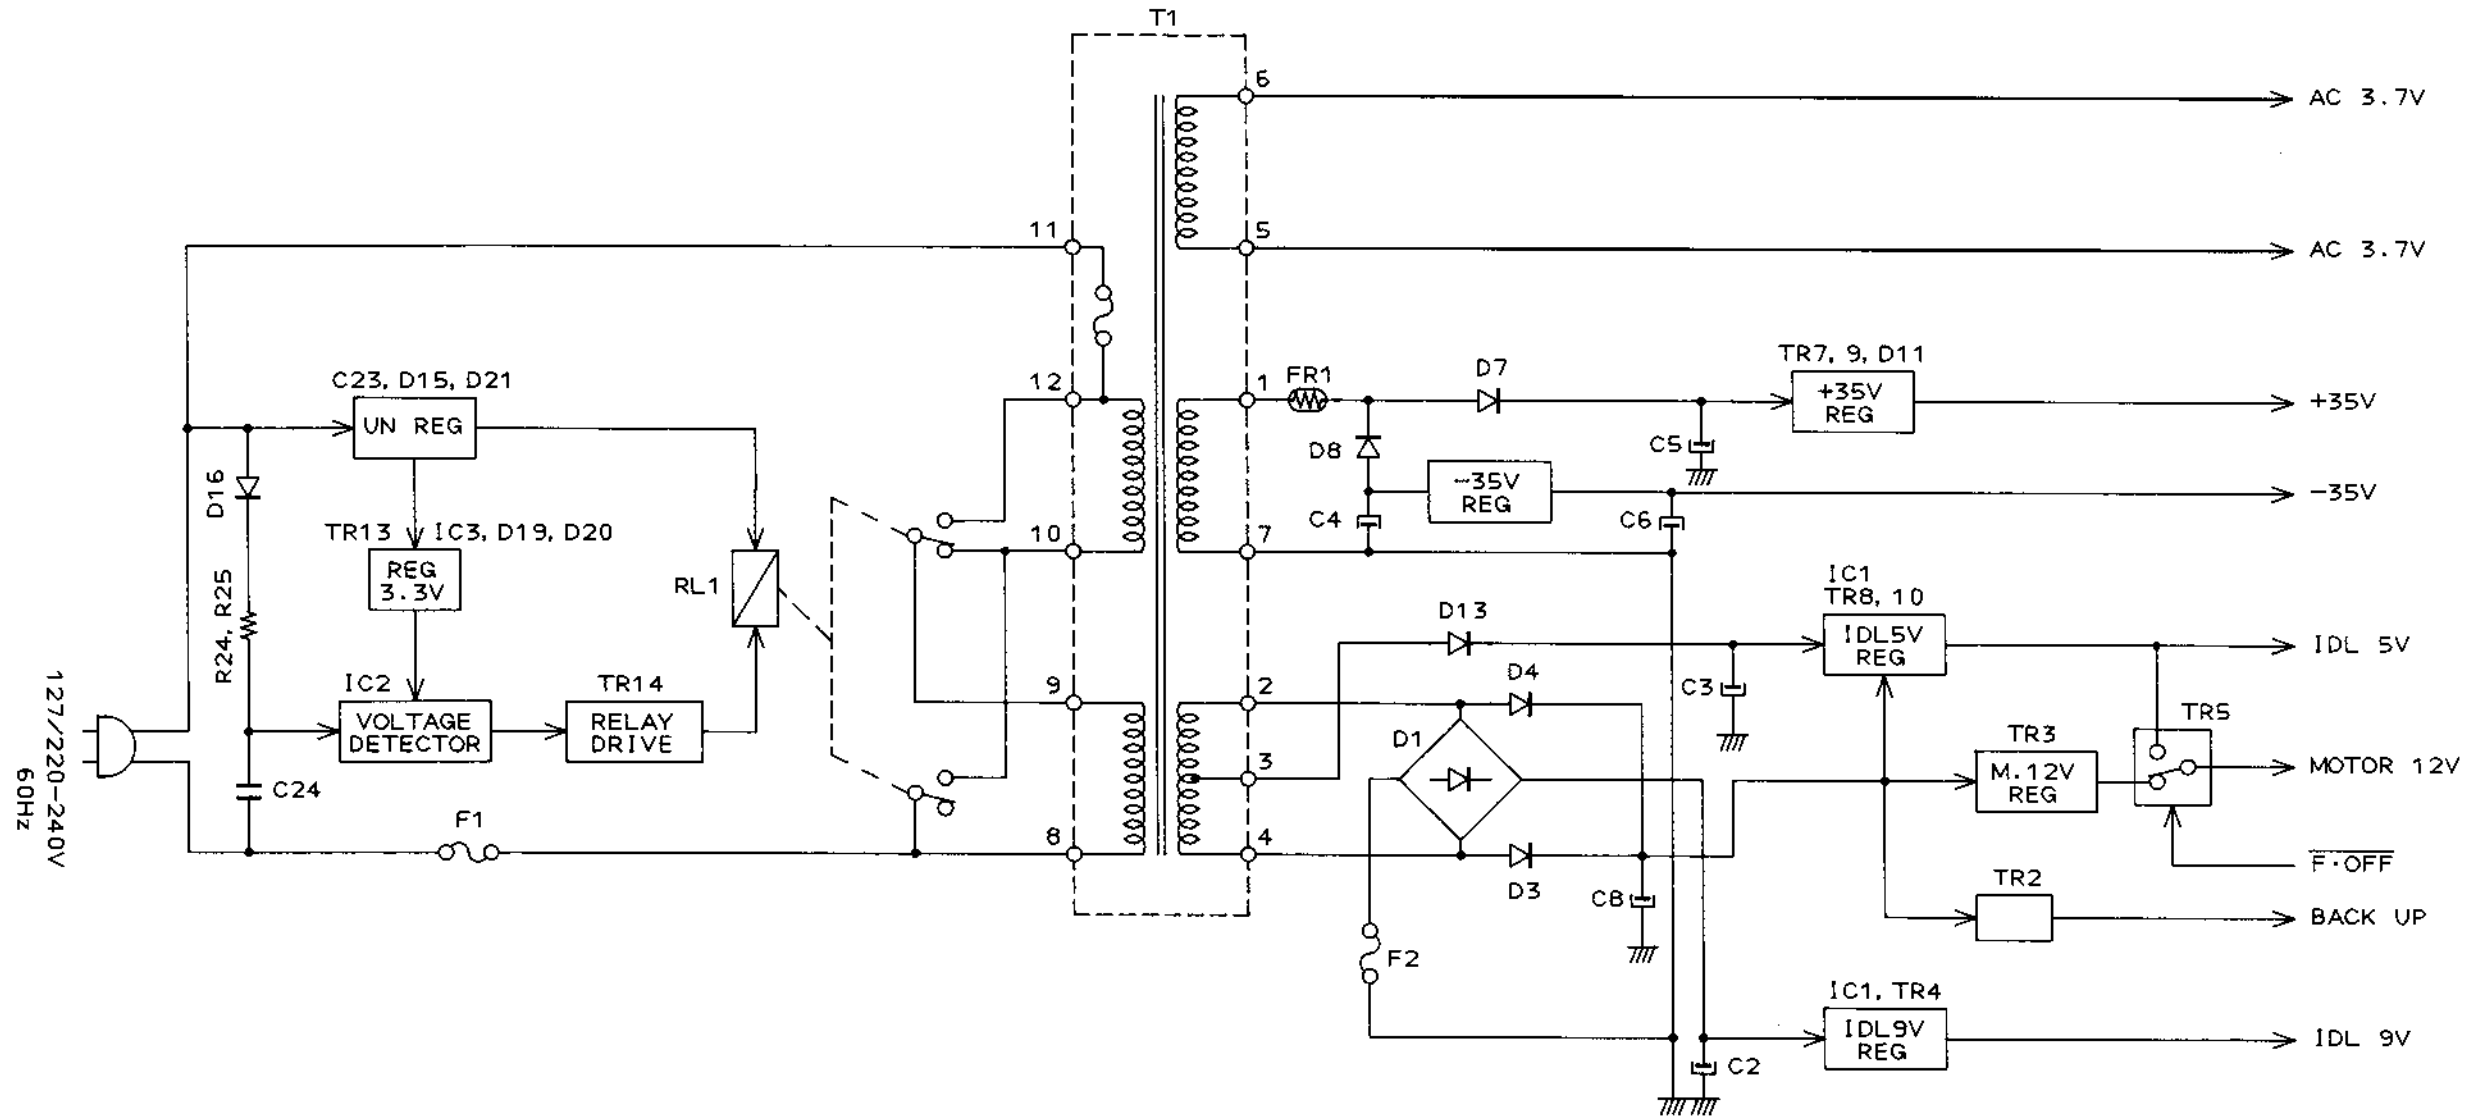 T1
6
AC 3.7V
11
5
AC 3.7V
C23, D15, D21
12
1
FR1
D7
TR7, 9, D11
UN REG
+35V
REG
+35V
D16
D8
C5
-35V
REG
-35V
TR13
IC3, D19, D20
10
7
C4
C6
REG
3.3V
RL1
R24, R25
IC1
TR8, 10
D13
IDL5V
REG
IDL 5V
IC2
TR14
9
2
D4
C3
TR5
VOLTAGE
DETECTOR
RELAY
DRIVE
D1
TR3
3
M.12V
REG
MOTOR 12V
127/220-240V
60Hz
C24
F1
8
4
D3
F·OFF
C8
TR2
BACK UP
F2
IC1, TR4
IDL9V
REG
IDL 9V
C2